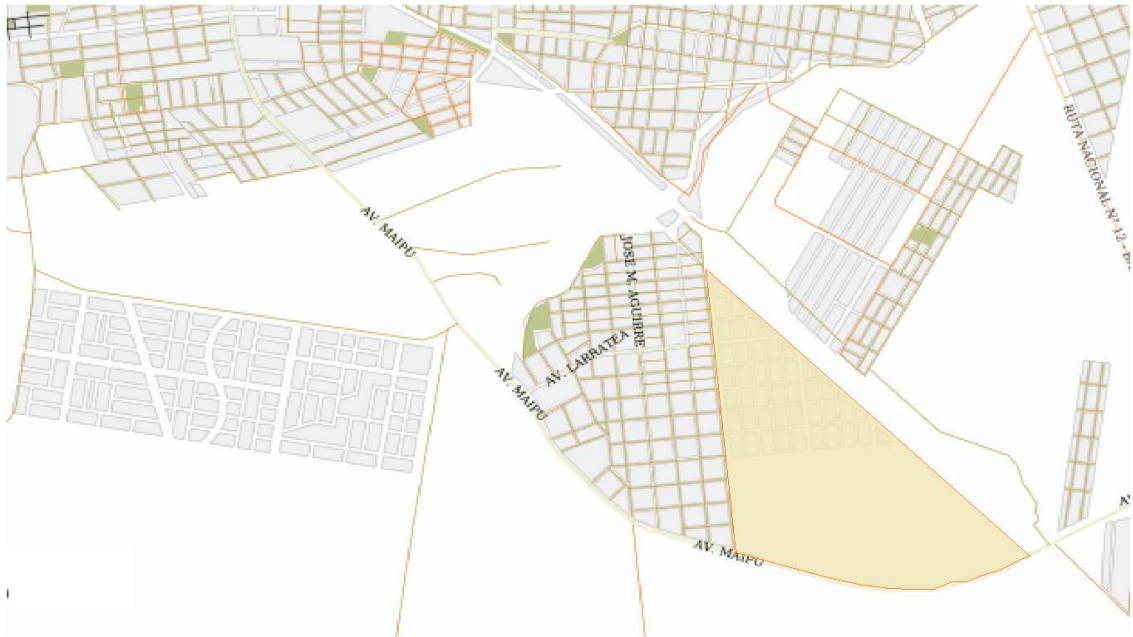 RUTA NACIONAL Nº 12 -
AV. MAIPU
JOSE M. AGUIRRE
AV. LARRATEA
AV. MAIPU
AV. MAIPU